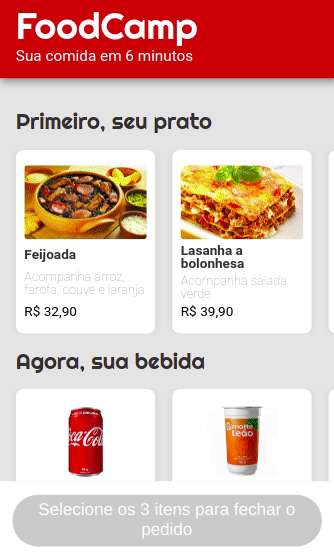 FoodCamp
Sua comida em 6 minutos
Primeiro, seu prato
Feijoada
Acompanha arroz,
farofa, couve e laranja
R$ 32,90
Lasanha a
bolonhesa
Acompanha salada
verde
R$ 39,90
Agora, sua bebida
Coca-Cola
matte
leão
Selecione os 3 itens para fechar o
pedido